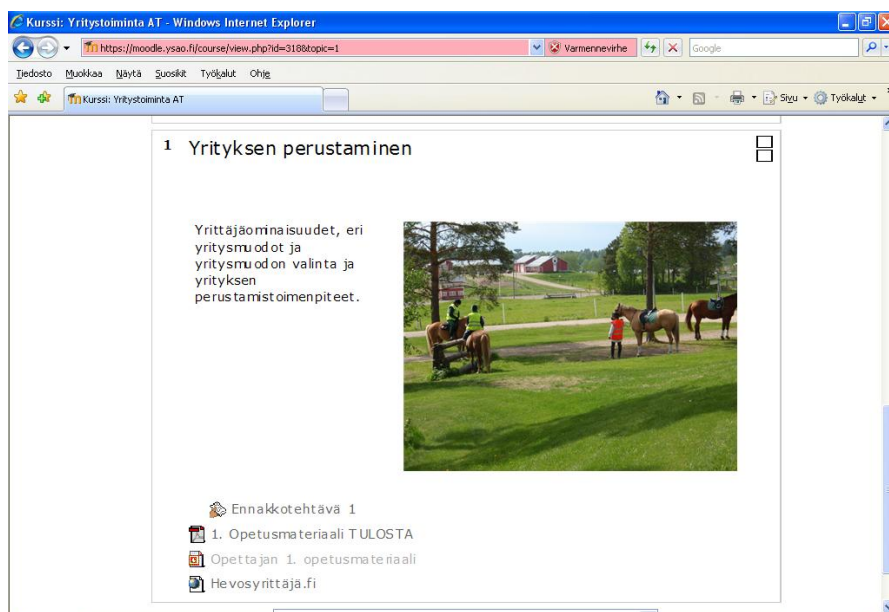 Kurssi: Yritystoiminta AT - Windows Internet Explorer
https://moodle.ysao.fi/course/view.php?id=318&topic=1
Varmennevirhe
Google
Tiedosto Muokkaa Näytä Suosikit Työkalut Ohje
Kurssi: Yritystoiminta AT
Sivu Työkalut
1 Yrityksen perustaminen
Yrittäjäominaisuudet, eri
yritysmuodot ja
yritysmuodon valinta ja
yrityksen
perustamistoimenpiteet.
Ennakkotehtävä 1
1. Opetusmateriaali TULOSTA
Opettajan 1. opetusmateriaali
Hevosyrittäjä.fi